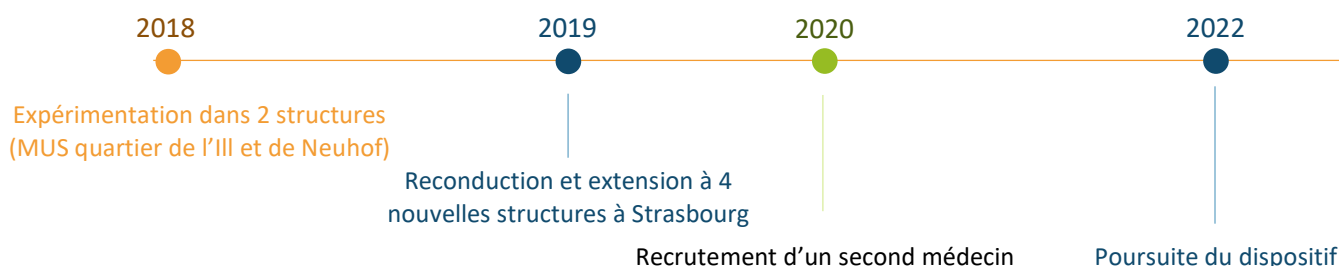 2018
2019
2020
2022
Expérimentation dans 2 structures
(MUS quartier de l’Ill et de Neuhof)
Reconduction et extension à 4
nouvelles structures à Strasbourg
Recrutement d’un second médecin
Poursuite du dispositif